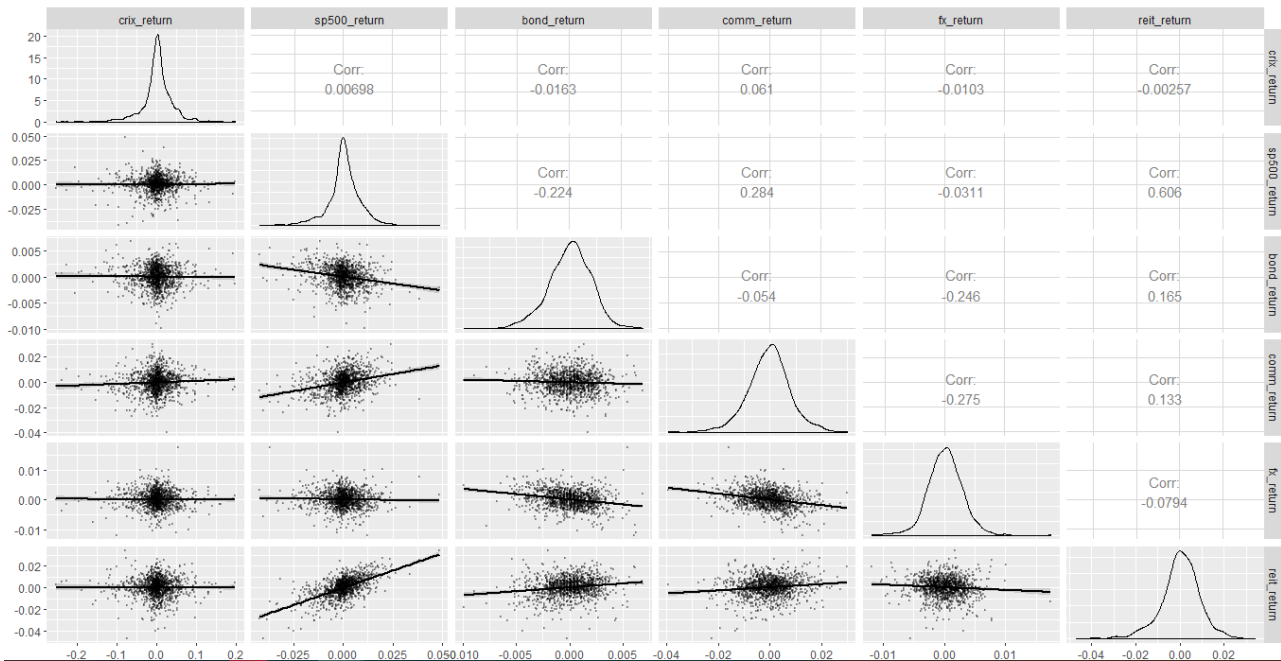 crix_return sp500_return bond_return comm_return fx_return reit_return
20
15
10
5
0
Corr: Corr: Corr: Corr: Corr:
0.00698 -0.0163 0.061 -0.0103 -0.00257
crix_return
0.050
0.025
0.000
-0.025
Corr: Corr: Corr: Corr:
-0.224 0.284 -0.0311 0.606
sp500_return
0.005
0.000
-0.005
-0.010
Corr: Corr: Corr:
-0.054 -0.246 0.165
bond_return
0.02
0.00
-0.02
-0.04
Corr: Corr:
-0.275 0.133
comm_return
0.01
0.00
-0.01
Corr:
-0.0794
fx_return
0.02
0.00
-0.02
-0.04
reit_return
-0.2 -0.1 0.0 0.1 0.2 -0.025 0.000 0.025 0.050 0.010 -0.005 0.000 0.005 -0.04 -0.02 0.00 0.02 -0.01 0.00 0.01 -0.04 -0.02 0.00 0.02